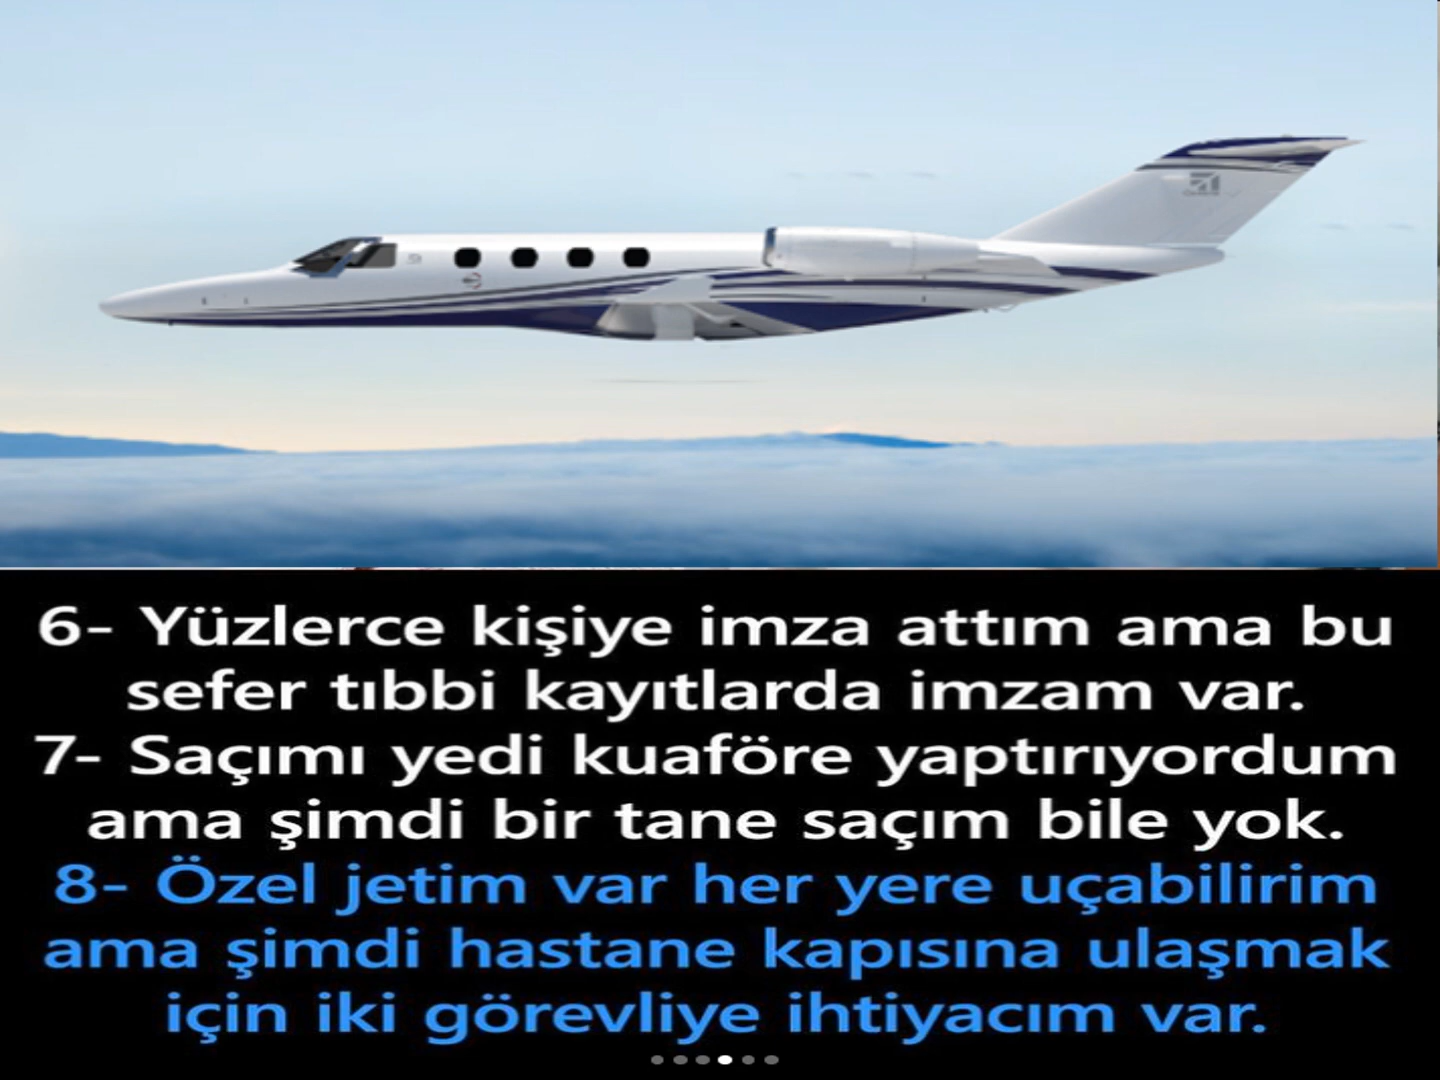 6- Yüzlerce kişiye imza attım ama bu
sefer tıbbi kayıtlarda imzam var.
7- Saçımı yedi kuaföre yaptırıyordum
ama şimdi bir tane saçım bile yok.
8- Özel jetim var her yere uçabilirim
ama şimdi hastane kapısına ulaşmak
için iki görevliye ihtiyacım var.